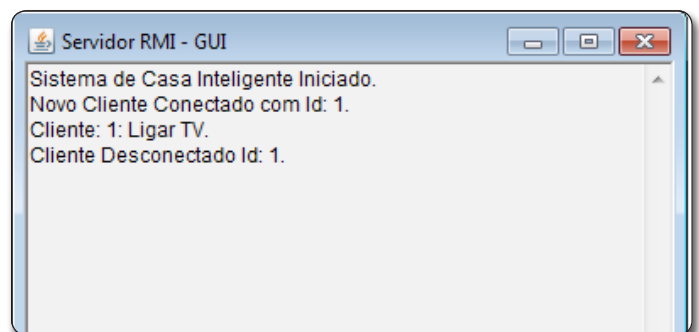 Servidor RMI - GUI
Sistema de Casa Inteligente Iniciado.
Novo Cliente Conectado com Id: 1.
Cliente: 1: Ligar TV.
Cliente Desconectado Id: 1.